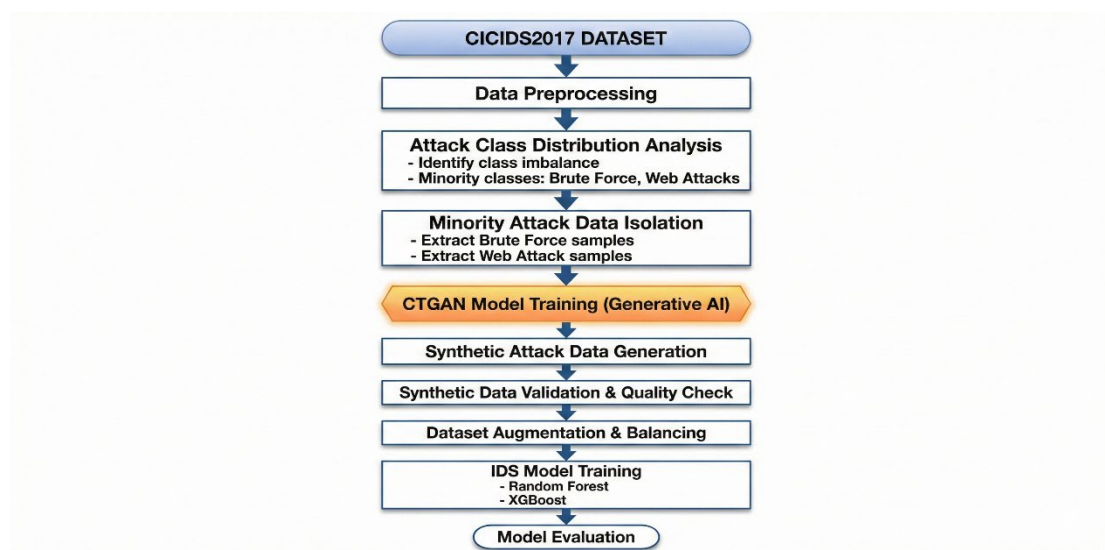 CICIDS2017 DATASET
Data Preprocessing
Attack Class Distribution Analysis
- Identify class imbalance
- Minority classes: Brute Force, Web Attacks
Minority Attack Data Isolation
- Extract Brute Force samples
- Extract Web Attack samples
CTGAN Model Training (Generative AI)
Synthetic Attack Data Generation
Synthetic Data Validation & Quality Check
Dataset Augmentation & Balancing
IDS Model Training
- Random Forest
- XGBoost
Model Evaluation